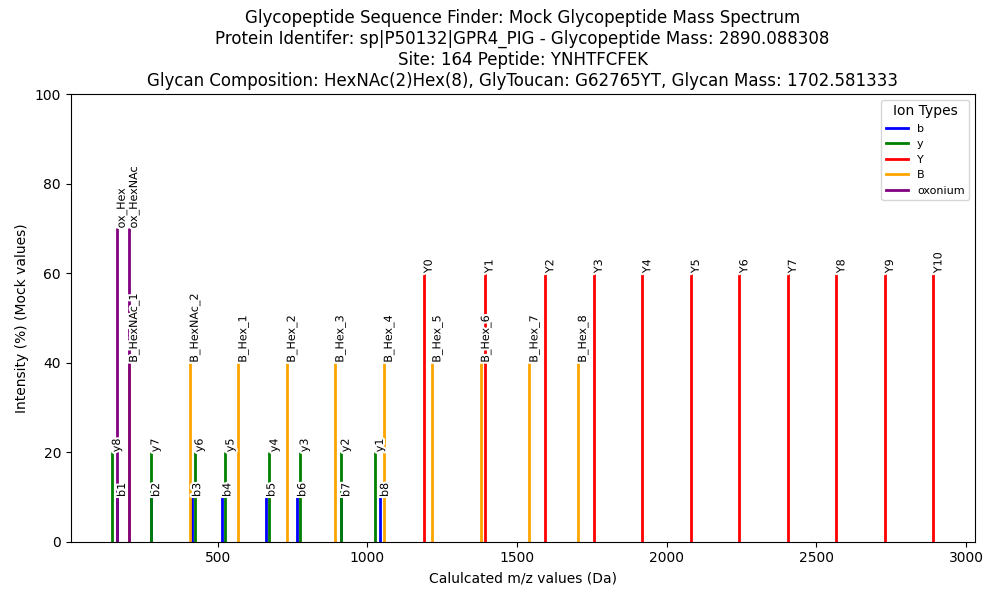 Glycopeptide Sequence Finder: Mock Glycopeptide Mass Spectrum
Protein Identifer: sp|P50132|GPR4_PIG - Glycopeptide Mass: 2890.088308
Site: 164 Peptide: YNHTFCFEK
Glycan Composition: HexNAc(2)Hex(8), GlyToucan: G62765YT, Glycan Mass: 1702.581333
Intensity (%) (Mock values)
100
80
60
40
20
0
Ion Types
b
y
Y
B
oxonium
ox_Hex
ox_HexNAc
Y0
Y1
Y2
Y3
Y4
Y5
Y6
Y7
Y8
Y9
Y10
B_HexNAc_1
B_HexNAc_2
B_Hex_1
B_Hex_2
B_Hex_3
B_Hex_4
B_Hex_5
B_Hex_6
B_Hex_7
B_Hex_8
y8
y7
y6
y5
y4
y3
y2
y1
b1
b2
b3
b4
b5
b6
b7
b8
500
1000
1500
2000
2500
3000
Calulcated m/z values (Da)